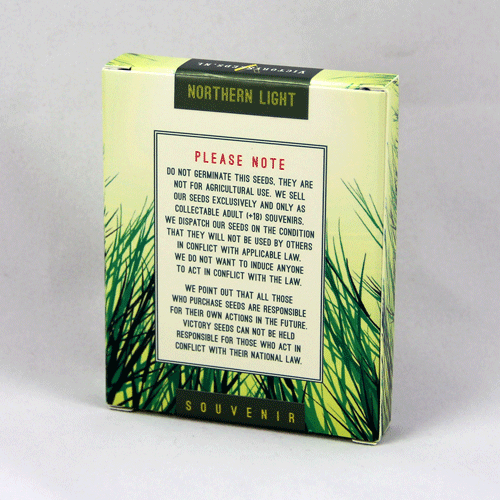 VICTORYSEEDS.NL
NORTHERN LIGHT
PLEASE NOTE
DO NOT GERMINATE THIS SEEDS, THEY ARE
NOT FOR AGRICULTURAL USE. WE SELL
OUR SEEDS EXCLUSIVELY AND ONLY AS
COLLECTABLE ADULT (+18) SOUVENIRS.
WE DISPATCH OUR SEEDS ON THE CONDITION
THAT THEY WILL NOT BE USED BY OTHERS
IN CONFLICT WITH APPLICABLE LAW.
WE DO NOT WANT TO INDUCE ANYONE
TO ACT IN CONFLICT WITH THE LAW.
WE POINT OUT THAT ALL THOSE
WHO PURCHASE SEEDS ARE RESPONSIBLE
FOR THEIR OWN ACTIONS IN THE FUTURE.
VICTORY SEEDS CAN NOT BE HELD
RESPONSIBLE FOR THOSE WHO ACT IN
CONFLICT WITH THEIR NATIONAL LAW.
SOUVENIR